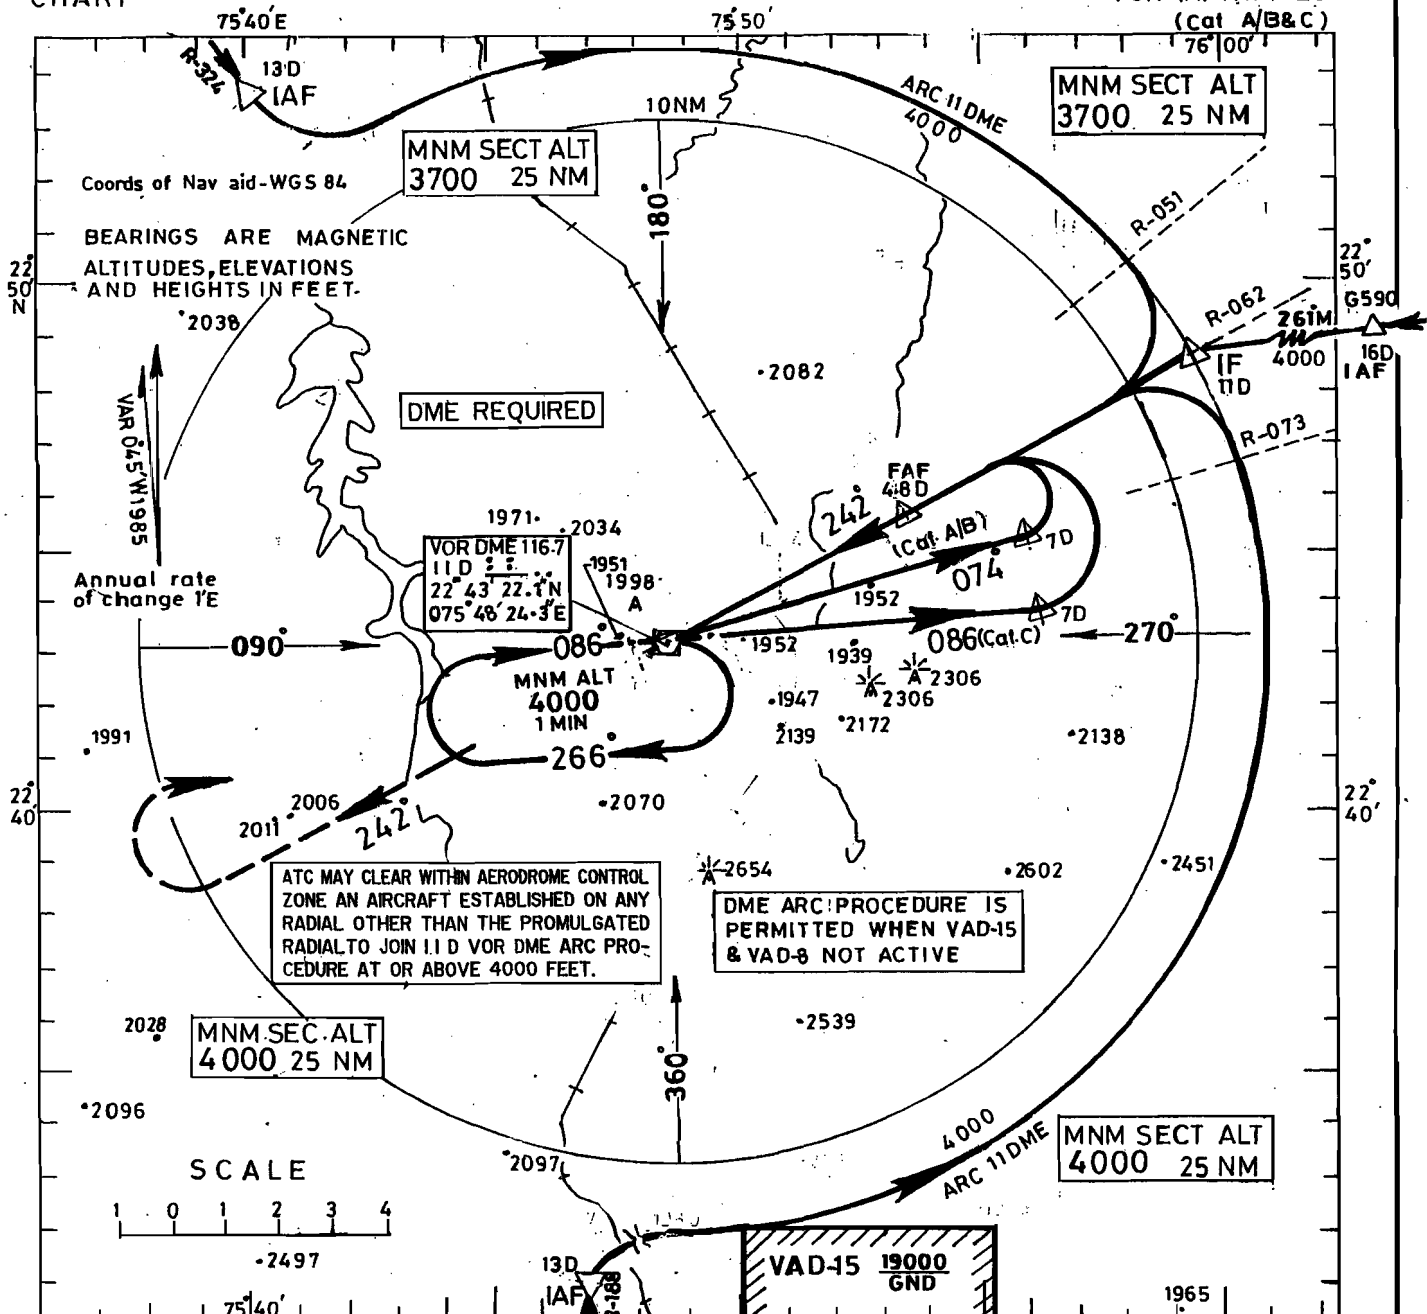 75°40'E
75°50'
(Cat A/B&C)
76°00'
R-324
13D
IAF
ARC 11 DME
4000
MNM SECT ALT
3700 25 NM
10NM
MNM SECT ALT
3700 25 NM
Coords of Nav aid-WGS 84
180°
R-051
BEARINGS ARE MAGNETIC
ALTITUDES, ELEVATIONS
AND HEIGHTS IN FEET.
22°
50'
N
22°
50'
G590
R-062
261M
4000
16D
IAF
IF
11D
2038
2082
VAR 0°45'W1985
DME REQUIRED
R-073
FAF
4.8D
242°
(Cat. A/B)
7D
074°
1971
2034
VOR DME 116.7
11 D
22° 43' 22.1"N
075° 48' 24.3"E
1951
1998
A
Annual rate
of change 1'E
1952
7D
090°
086°
1952
086(Cat.C)
270°
1939
MNM ALT
4000
1 MIN
2306
2306
1947
2172
2139
2138
266°
1991
22°
40'
22°
40'
2006
2011
242°
2070
2654
2602
2451
ATC MAY CLEAR WITHIN AERODROME CONTROL
ZONE AN AIRCRAFT ESTABLISHED ON ANY
RADIAL OTHER THAN THE PROMULGATED
RADIAL TO JOIN 11 D VOR DME ARC PRO-
CEDURE AT OR ABOVE 4000 FEET.
DME ARC PROCEDURE IS
PERMITTED WHEN VAD-15
& VAD-8 NOT ACTIVE
2028
MNM.SEC.ALT
4000 25 NM
2539
360°
2096
4000
ARC 11 DME
MNM SECT ALT
4000 25 NM
2097
SCALE
1 0 1 2 3 4
2497
13D
IAF
R-188
VAD-15 19000
GND
1965
75°40'